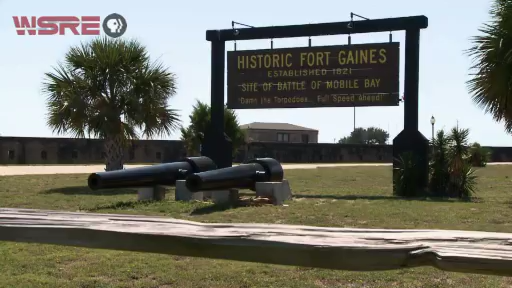 WSRE
HISTORIC FORT GAINES
ESTABLISHED 1821
SITE OF BATTLE OF MOBILE BAY
Damn the Torpedoes. Full Speed Ahead!